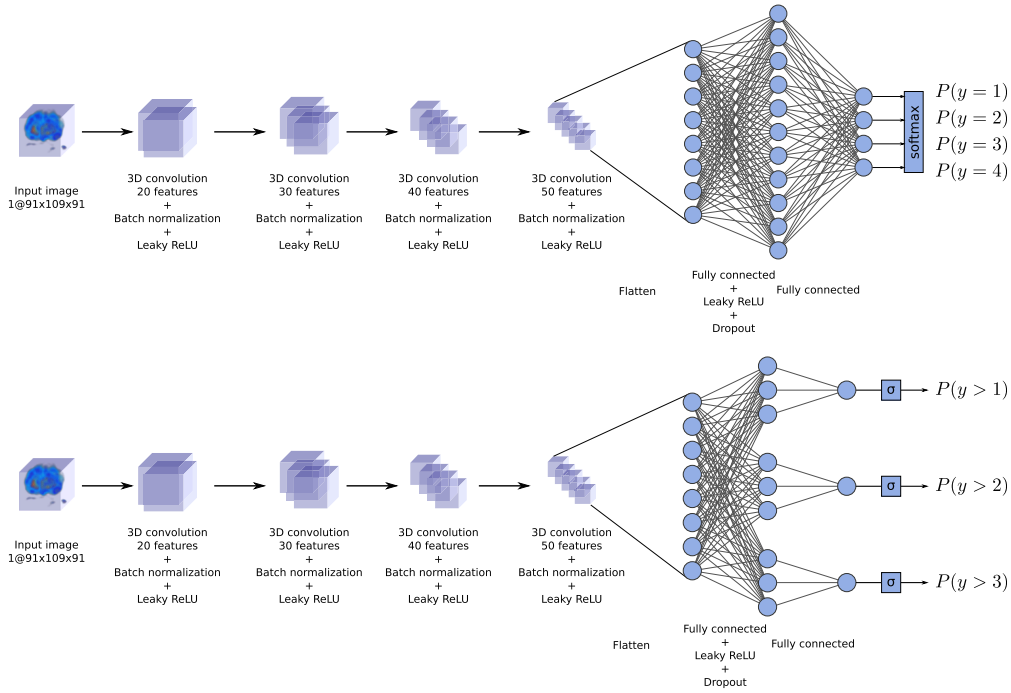 Input image
1@91x109x91
3D convolution
20 features
+
Batch normalization
+
Leaky ReLU
3D convolution
30 features
+
Batch normalization
+
Leaky ReLU
3D convolution
40 features
+
Batch normalization
+
Leaky ReLU
3D convolution
50 features
+
Batch normalization
+
Leaky ReLU
Flatten
Fully connected
+
Leaky ReLU
+
Dropout
Fully connected
softmax
P(y = 1)
P(y = 2)
P(y = 3)
P(y = 4)
Input image
1@91x109x91
3D convolution
20 features
+
Batch normalization
+
Leaky ReLU
3D convolution
30 features
+
Batch normalization
+
Leaky ReLU
3D convolution
40 features
+
Batch normalization
+
Leaky ReLU
3D convolution
50 features
+
Batch normalization
+
Leaky ReLU
Flatten
Fully connected
+
Leaky ReLU
+
Dropout
Fully connected
σ P(y > 1)
σ P(y > 2)
σ P(y > 3)